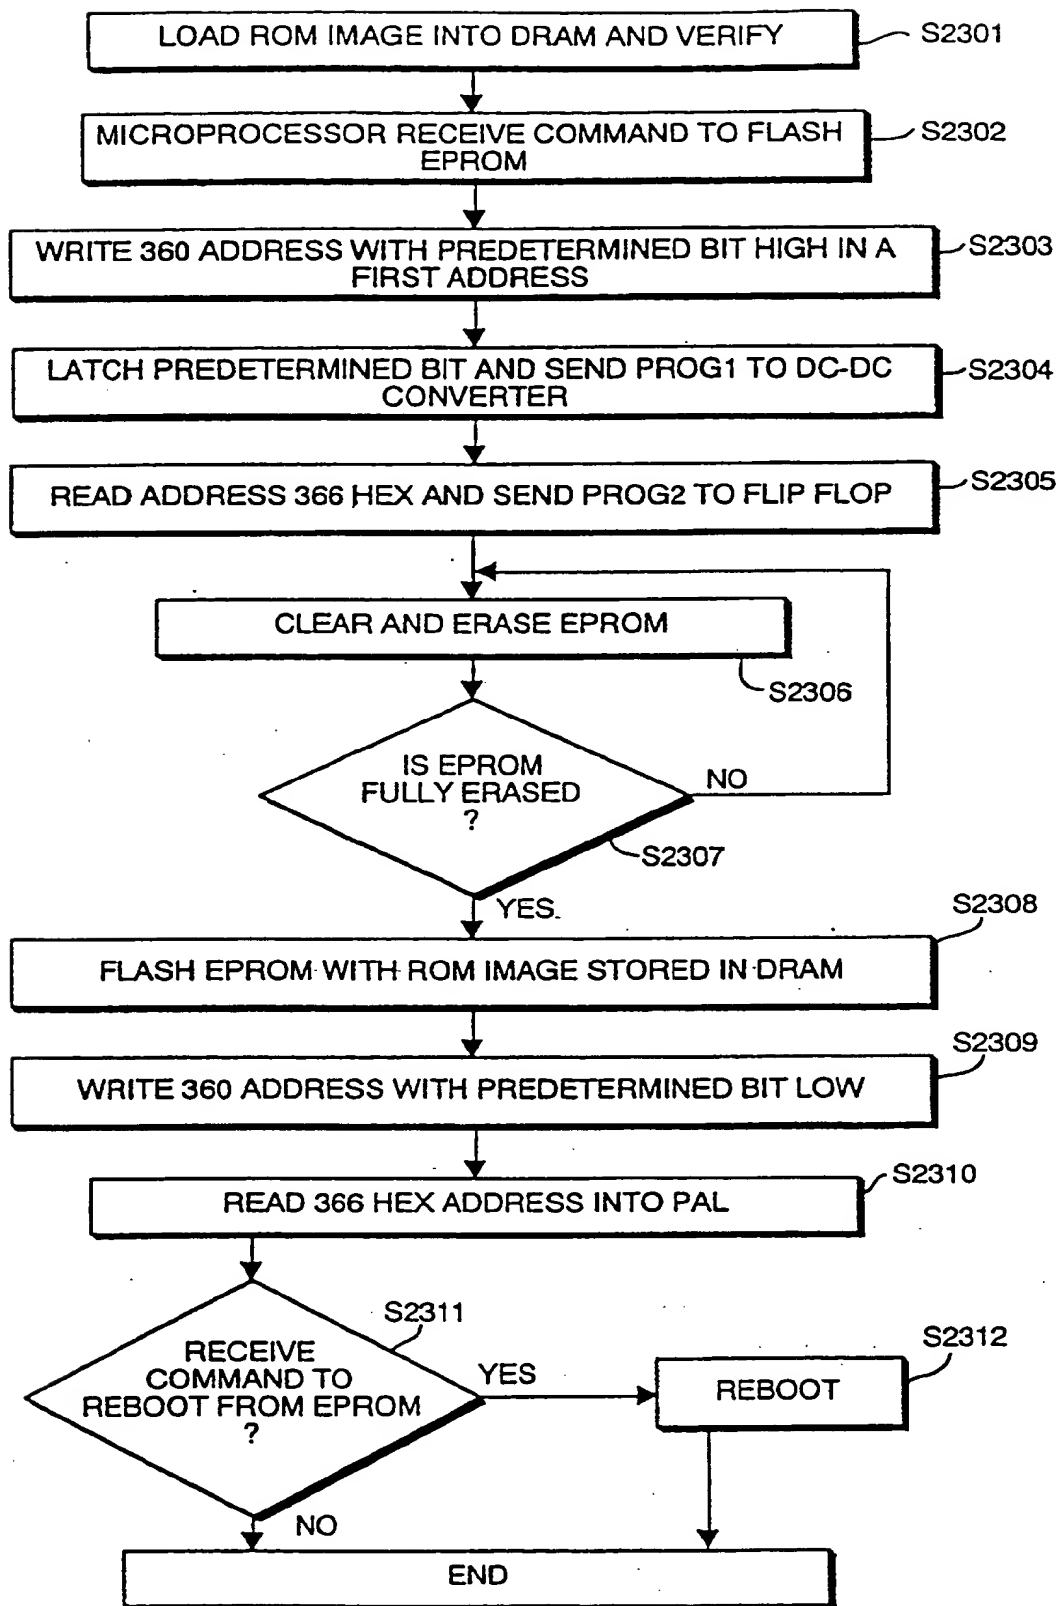 LOAD ROM IMAGE INTO DRAM AND VERIFY
S2301
MICROPROCESSOR RECEIVE COMMAND TO FLASH
EPROM
S2302
WRITE 360 ADDRESS WITH PREDETERMINED BIT HIGH IN A
FIRST ADDRESS
S2303
LATCH PREDETERMINED BIT AND SEND PROG1 TO DC-DC
CONVERTER
S2304
READ ADDRESS 366 HEX AND SEND PROG2 TO FLIP FLOP
S2305
CLEAR AND ERASE EPROM
S2306
IS EPROM
FULLY ERASED
?
NO
S2307
YES
S2308
FLASH EPROM WITH ROM IMAGE STORED IN DRAM
S2309
WRITE 360 ADDRESS WITH PREDETERMINED BIT LOW
S2310
READ 366 HEX ADDRESS INTO PAL
S2311
RECEIVE
COMMAND TO
REBOOT FROM EPROM
?
YES
S2312
REBOOT
NO
END